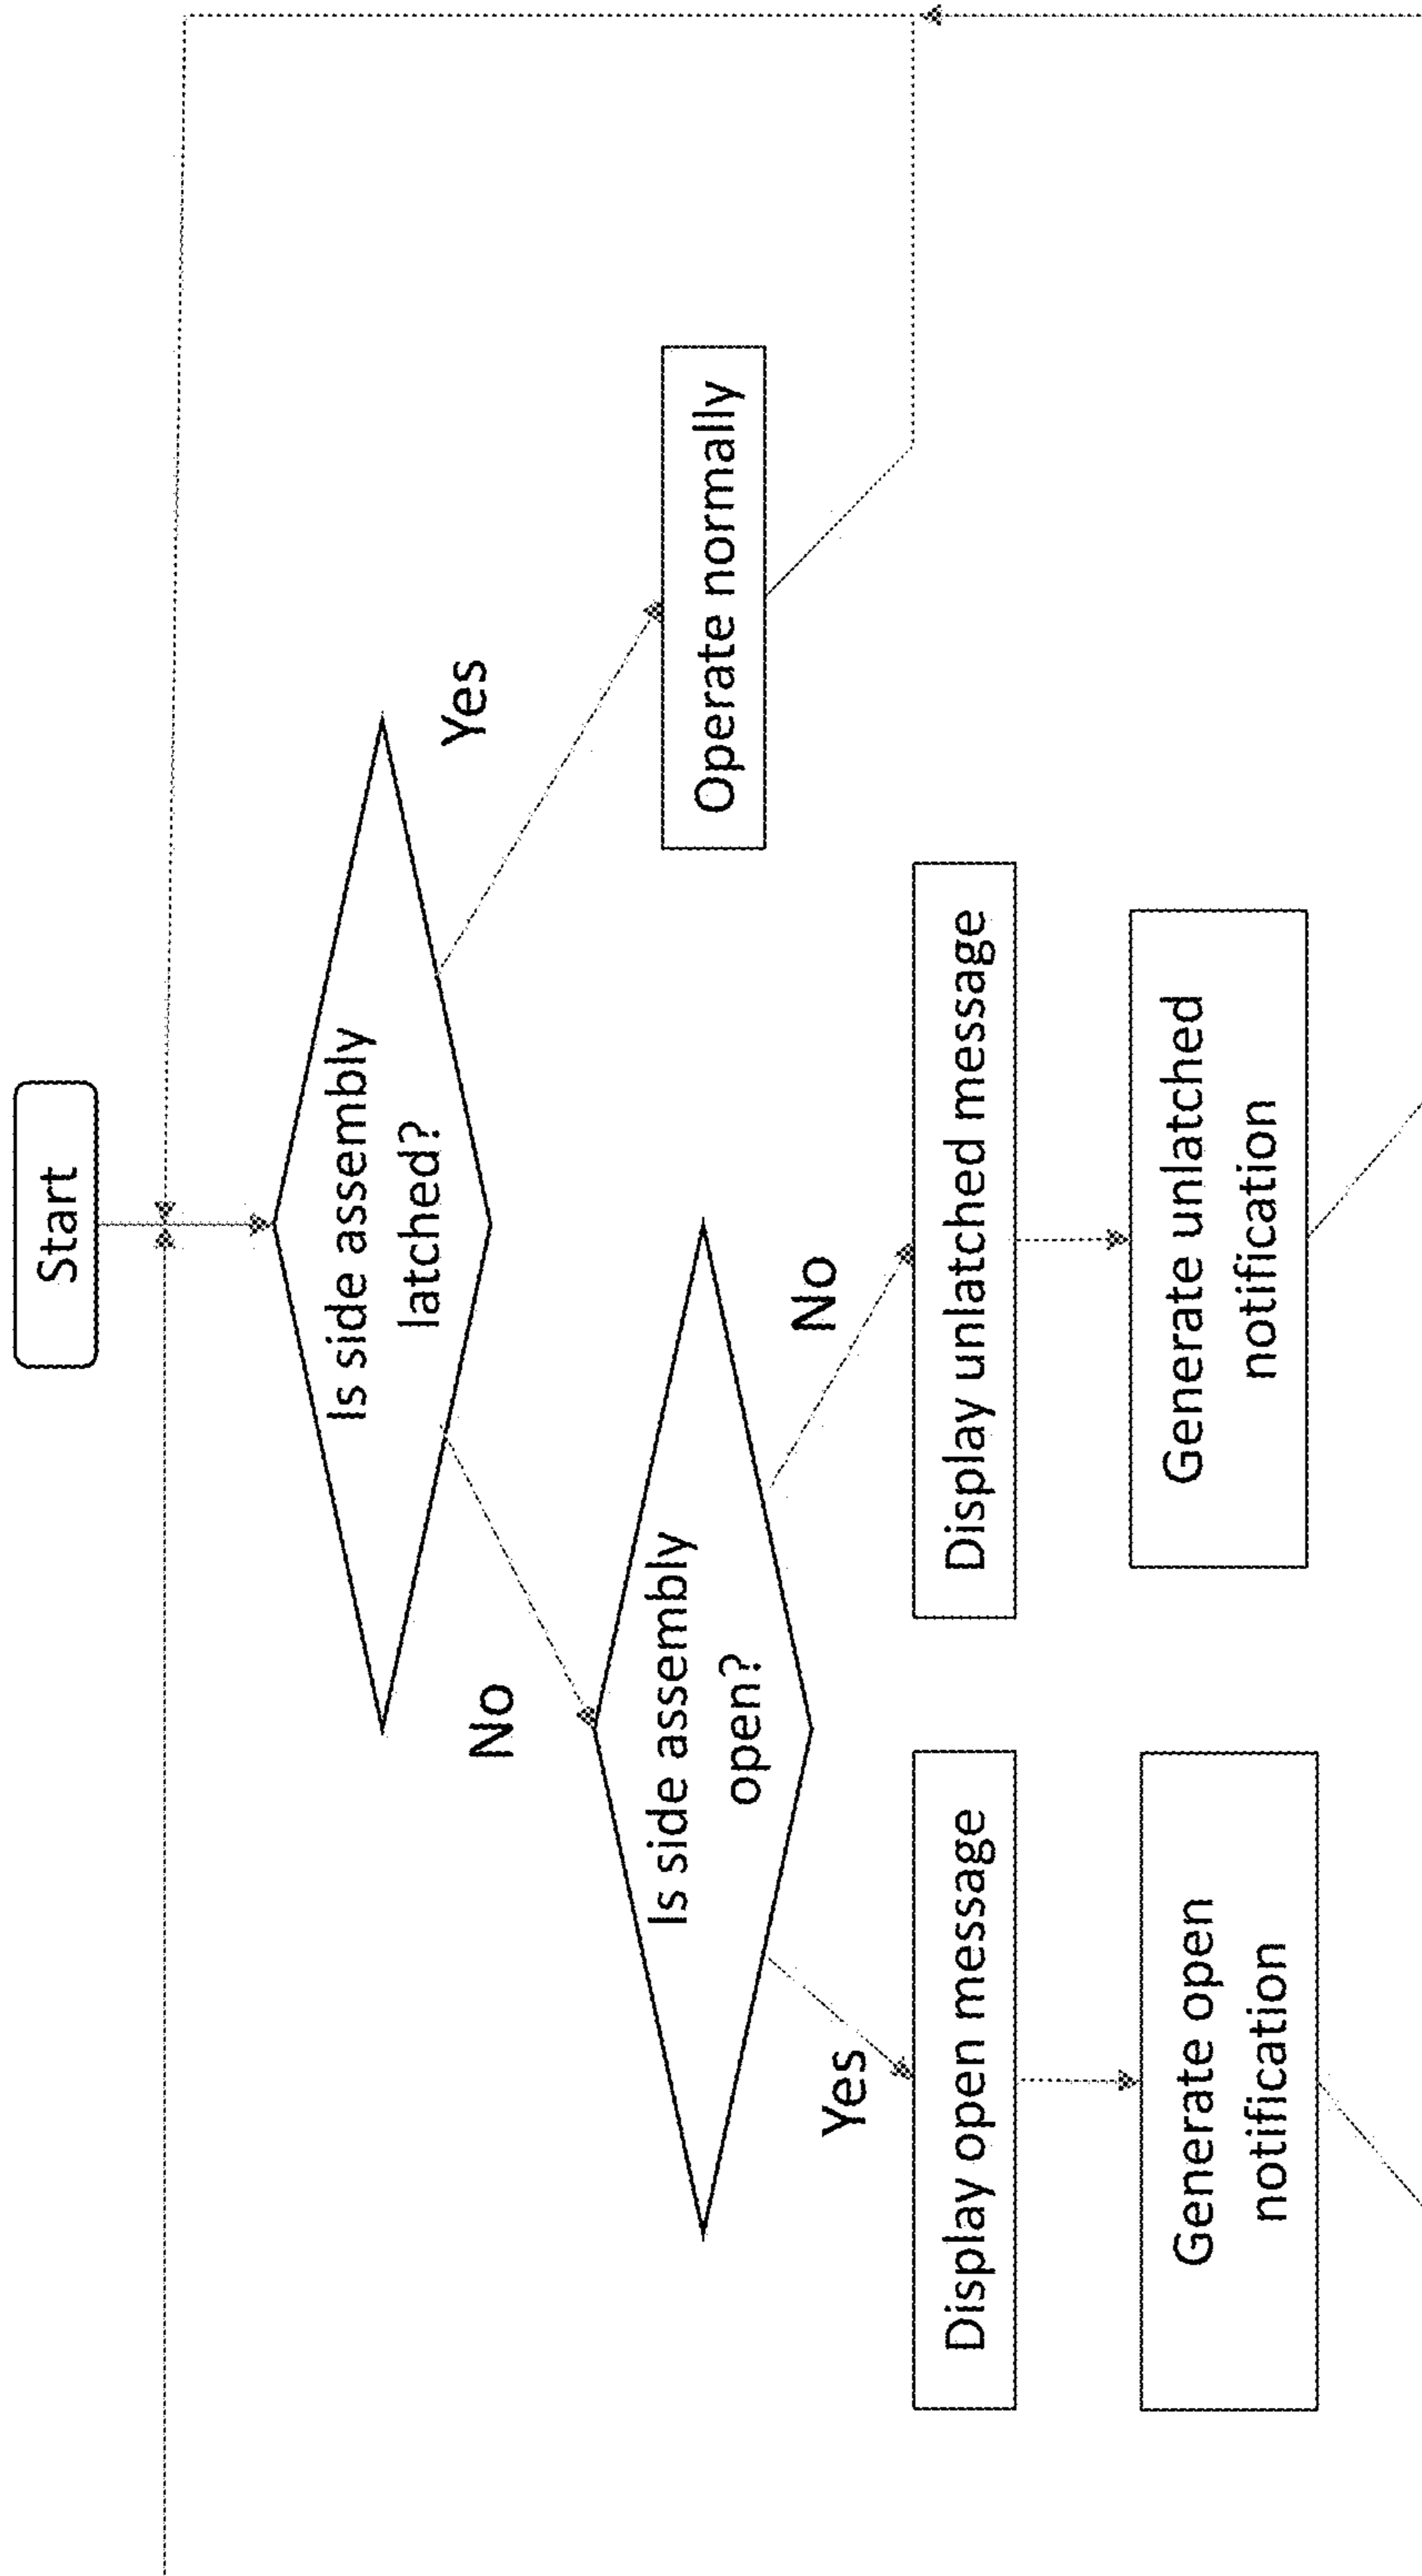 Start
Is side assembly
latched?
No
Yes
Is side assembly
open?
Operate normally
Yes
No
Display open message
Display unlatched message
Generate open
notification
Generate unlatched
notification